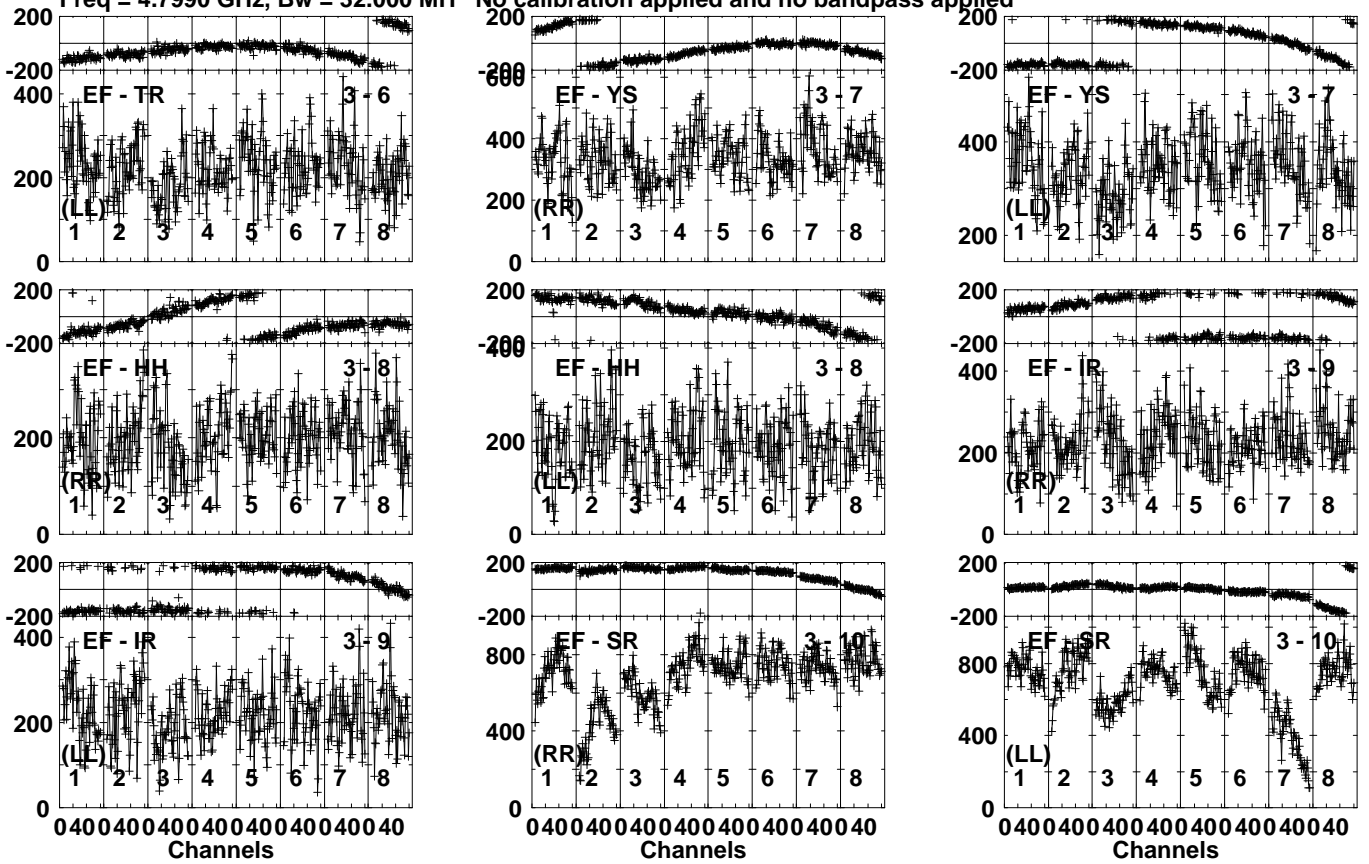 Freq = 4.7990 GHz, Bw = 32.000 MH No calibration applied and no bandpass applied
200 200 200
-200 -200 -200
600
400 EF - TR 3 - 6 EF - YS 3 - 7 EF - YS 3 - 7
400 400
200 200
(LL) (RR) (LL)
200
1 2 3 4 5 6 7 8 1 2 3 4 5 6 7 8 1 2 3 4 5 6 7 8
0 0
200 200 200
-200 -200 -200
400
EF - HH 3 - 8 EF - HH 3 - 8 EF - IR 3 - 9
400
200 200 200
(RR) (LL) (RR)
1 2 3 4 5 6 7 8 1 2 3 4 5 6 7 8 1 2 3 4 5 6 7 8
0 0 0
200 200 200
-200 -200 -200
400 EF - IR 3 - 9 EF - SR 3 - 10 EF - SR 3 - 10
800 800
200 400 400
(LL) (RR) (LL)
1 2 3 4 5 6 7 8 1 2 3 4 5 6 7 8 1 2 3 4 5 6 7 8
0 0 0
0 40 0 40 0 40 0 40 0 40 0 40 0 40 0 40 0 40 0 40 0 40 0 40 0 40 0 40 0 40 0 40 0 40 0 40 0 40 0 40 0 40 0 40 0 40 0 40
Channels Channels Channels